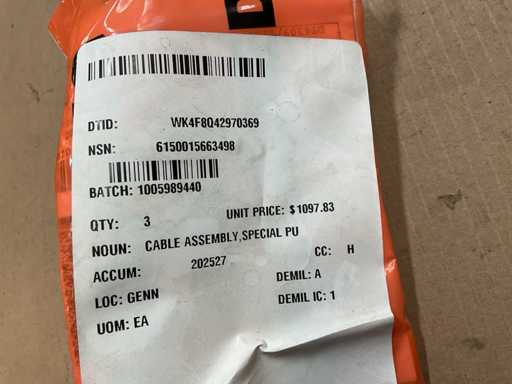 DTID: WK4F8Q42970369
NSN: 6150015663498
BATCH: 1005989440
QTY: 3 UNIT PRICE: $1097.83
NOUN: CABLE ASSEMBLY,SPECIAL PU
ACCUM: 202527 CC: H
LOC: GENN DEMIL: A
UOM: EA DEMIL IC: 1